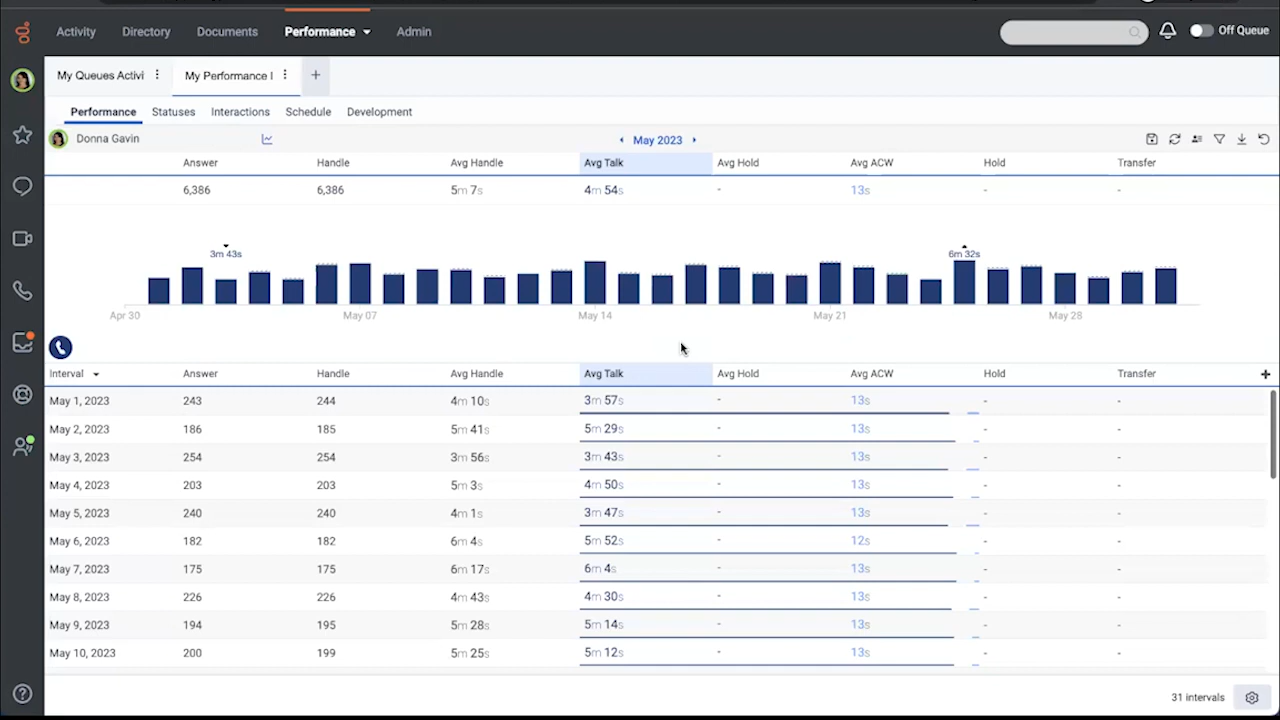 Activity Directory Documents Performance Admin Off Queue
My Queues Activi My Performance I
Performance Statuses Interactions Schedule Development
Donna Gavin May 2023
Answer Handle Avg Handle Avg Talk Avg Hold Avg ACW Hold Transfer
6,386 6,386 5m 7s 4m 54s - 13s - -
3m 43s 6m 32s
Apr 30 May 07 May 14 May 21 May 28
Interval Answer Handle Avg Handle Avg Talk Avg Hold Avg ACW Hold Transfer
May 1, 2023 243 244 4m 10s 3m 57s - 13s - -
May 2, 2023 186 185 5m 41s 5m 29s - 13s - -
May 3, 2023 254 254 3m 56s 3m 43s - 13s - -
May 4, 2023 203 203 5m 3s 4m 50s - 13s - -
May 5, 2023 240 240 4m 1s 3m 47s - 13s - -
May 6, 2023 182 182 6m 4s 5m 52s - 12s - -
May 7, 2023 175 175 6m 17s 6m 4s - 13s - -
May 8, 2023 226 226 4m 43s 4m 30s - 13s - -
May 9, 2023 194 195 5m 28s 5m 14s - 13s - -
May 10, 2023 200 199 5m 25s 5m 12s - 13s - -
31 intervals